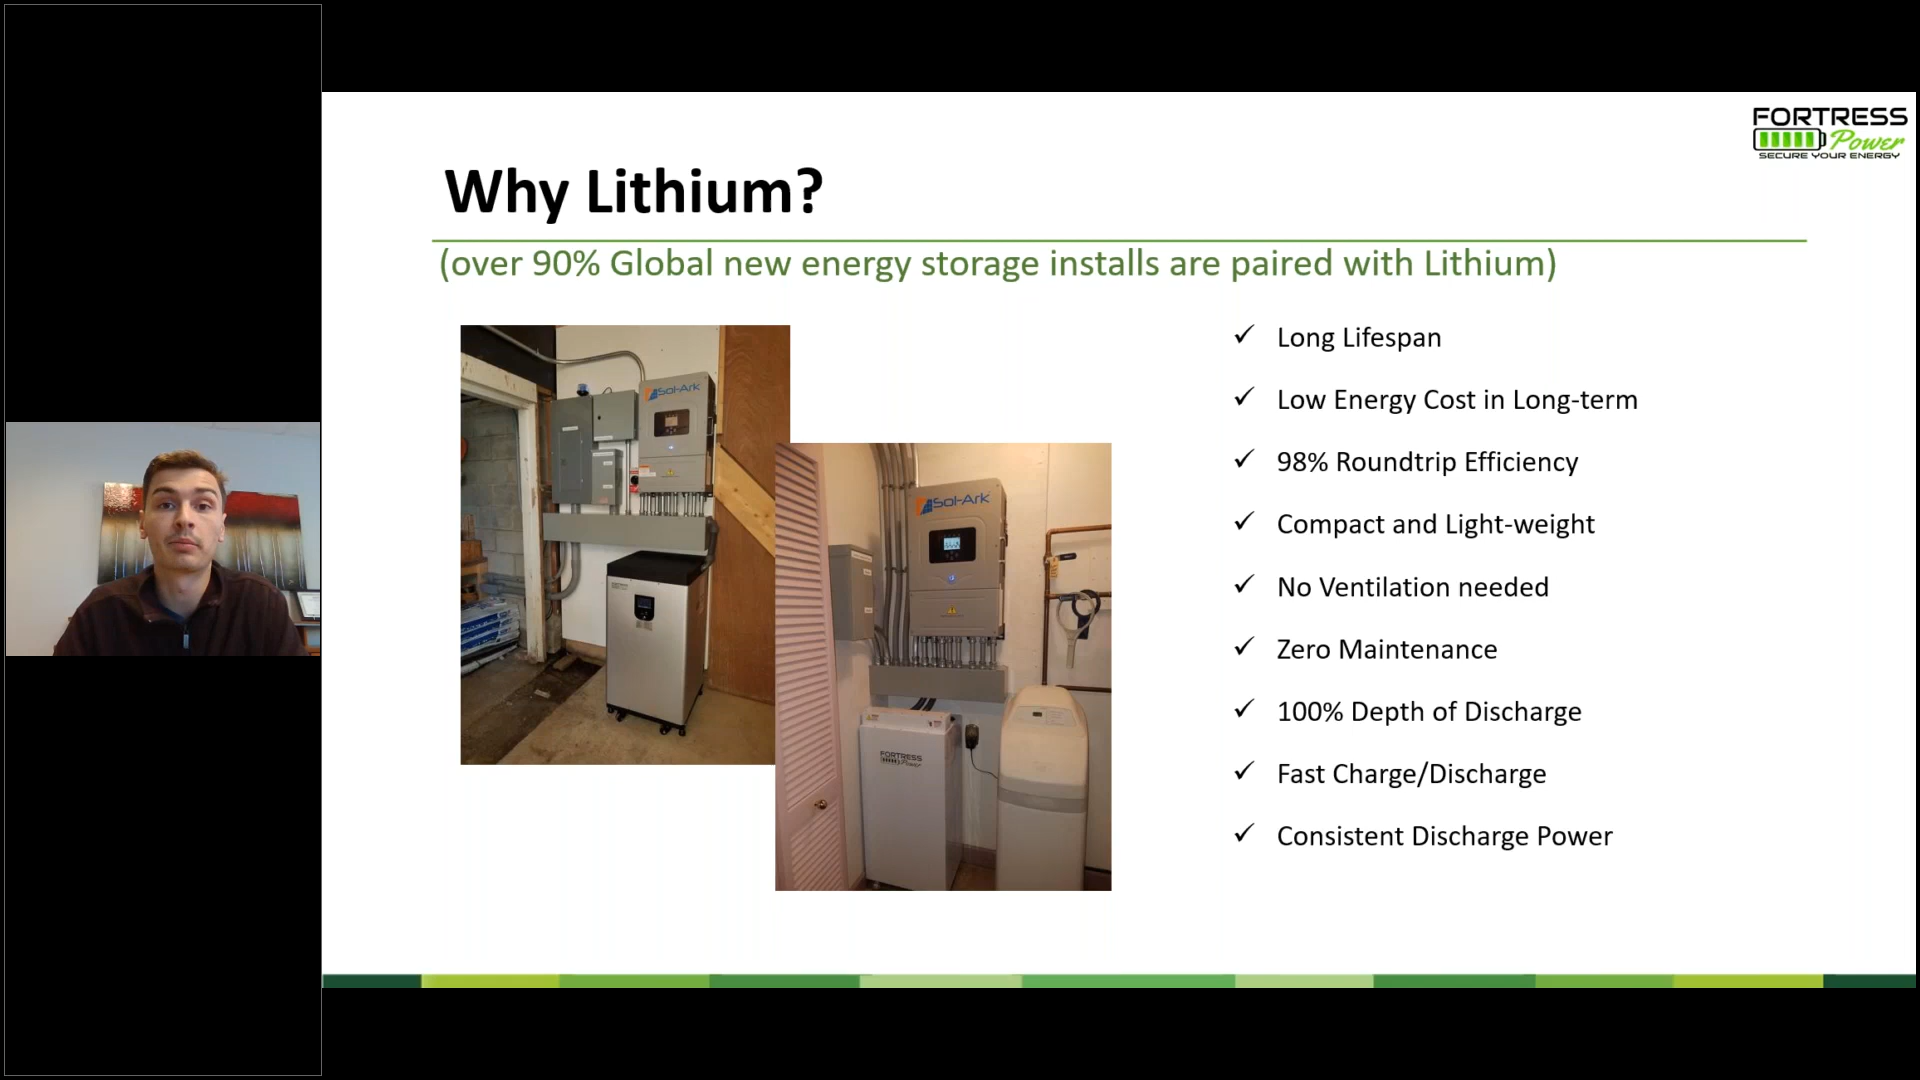 FORTRESS
Power
SECURE YOUR ENERGY
Why Lithium?
(over 90% Global new energy storage installs are paired with Lithium)
Sol-Ark
Sol-Ark
FORTRESS
Power
✓ Long Lifespan
✓ Low Energy Cost in Long-term
✓ 98% Roundtrip Efficiency
✓ Compact and Light-weight
✓ No Ventilation needed
✓ Zero Maintenance
✓ 100% Depth of Discharge
✓ Fast Charge/Discharge
✓ Consistent Discharge Power